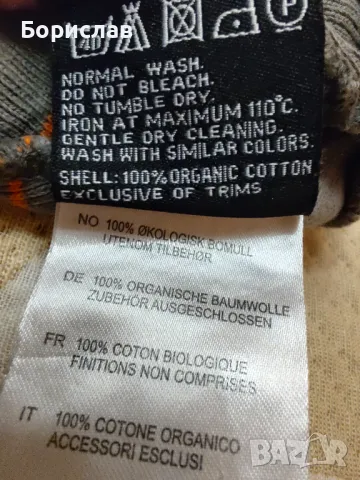 Борислав
40
P
NORMAL WASH.
DO NOT BLEACH.
NO TUMBLE DRY.
IRON AT MAXIMUM 110°C.
GENTLE DRY CLEANING.
WASH WITH SIMILAR COLORS.
SHELL: 100% ORGANIC COTTON
EXCLUSIVE OF TRIMS
NO 100% ØKOLOGISK BOMULL
UTENOM TILBEHØR
DE 100% ORGANISCHE BAUMWOLLE
ZUBEHÖR AUSGESCHLOSSEN
FR 100% COTON BIOLOGIQUE
FINITIONS NON COMPRISES
IT 100% COTONE ORGANICO
ACCESSORI ESCLUSI
BAZAR